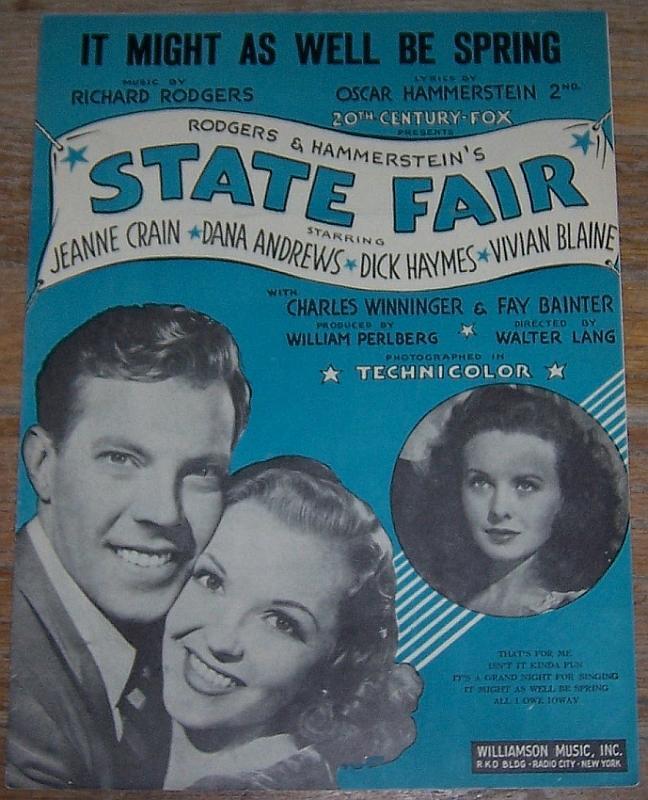 IT MIGHT AS WELL BE SPRING
MUSIC BY
RICHARD RODGERS
LYRICS BY
OSCAR HAMMERSTEIN 2ND.
20TH CENTURY-FOX
PRESENTS
RODGERS & HAMMERSTEIN'S
STATE FAIR
STARRING
JEANNE CRAIN ★ DANA ANDREWS ★ DICK HAYMES ★ VIVIAN BLAINE
WITH
CHARLES WINNINGER & FAY BAINTER
PRODUCED BY
WILLIAM PERLBERG
DIRECTED BY
WALTER LANG
PHOTOGRAPHED IN
★ TECHNICOLOR ★
THAT'S FOR ME
ISN'T IT KINDA FUN
IT'S A GRAND NIGHT FOR SINGING
IT MIGHT AS WELL BE SPRING
ALL I OWE IOWAY
WILLIAMSON MUSIC, INC.
RKO BLDG - RADIO CITY - NEW YORK